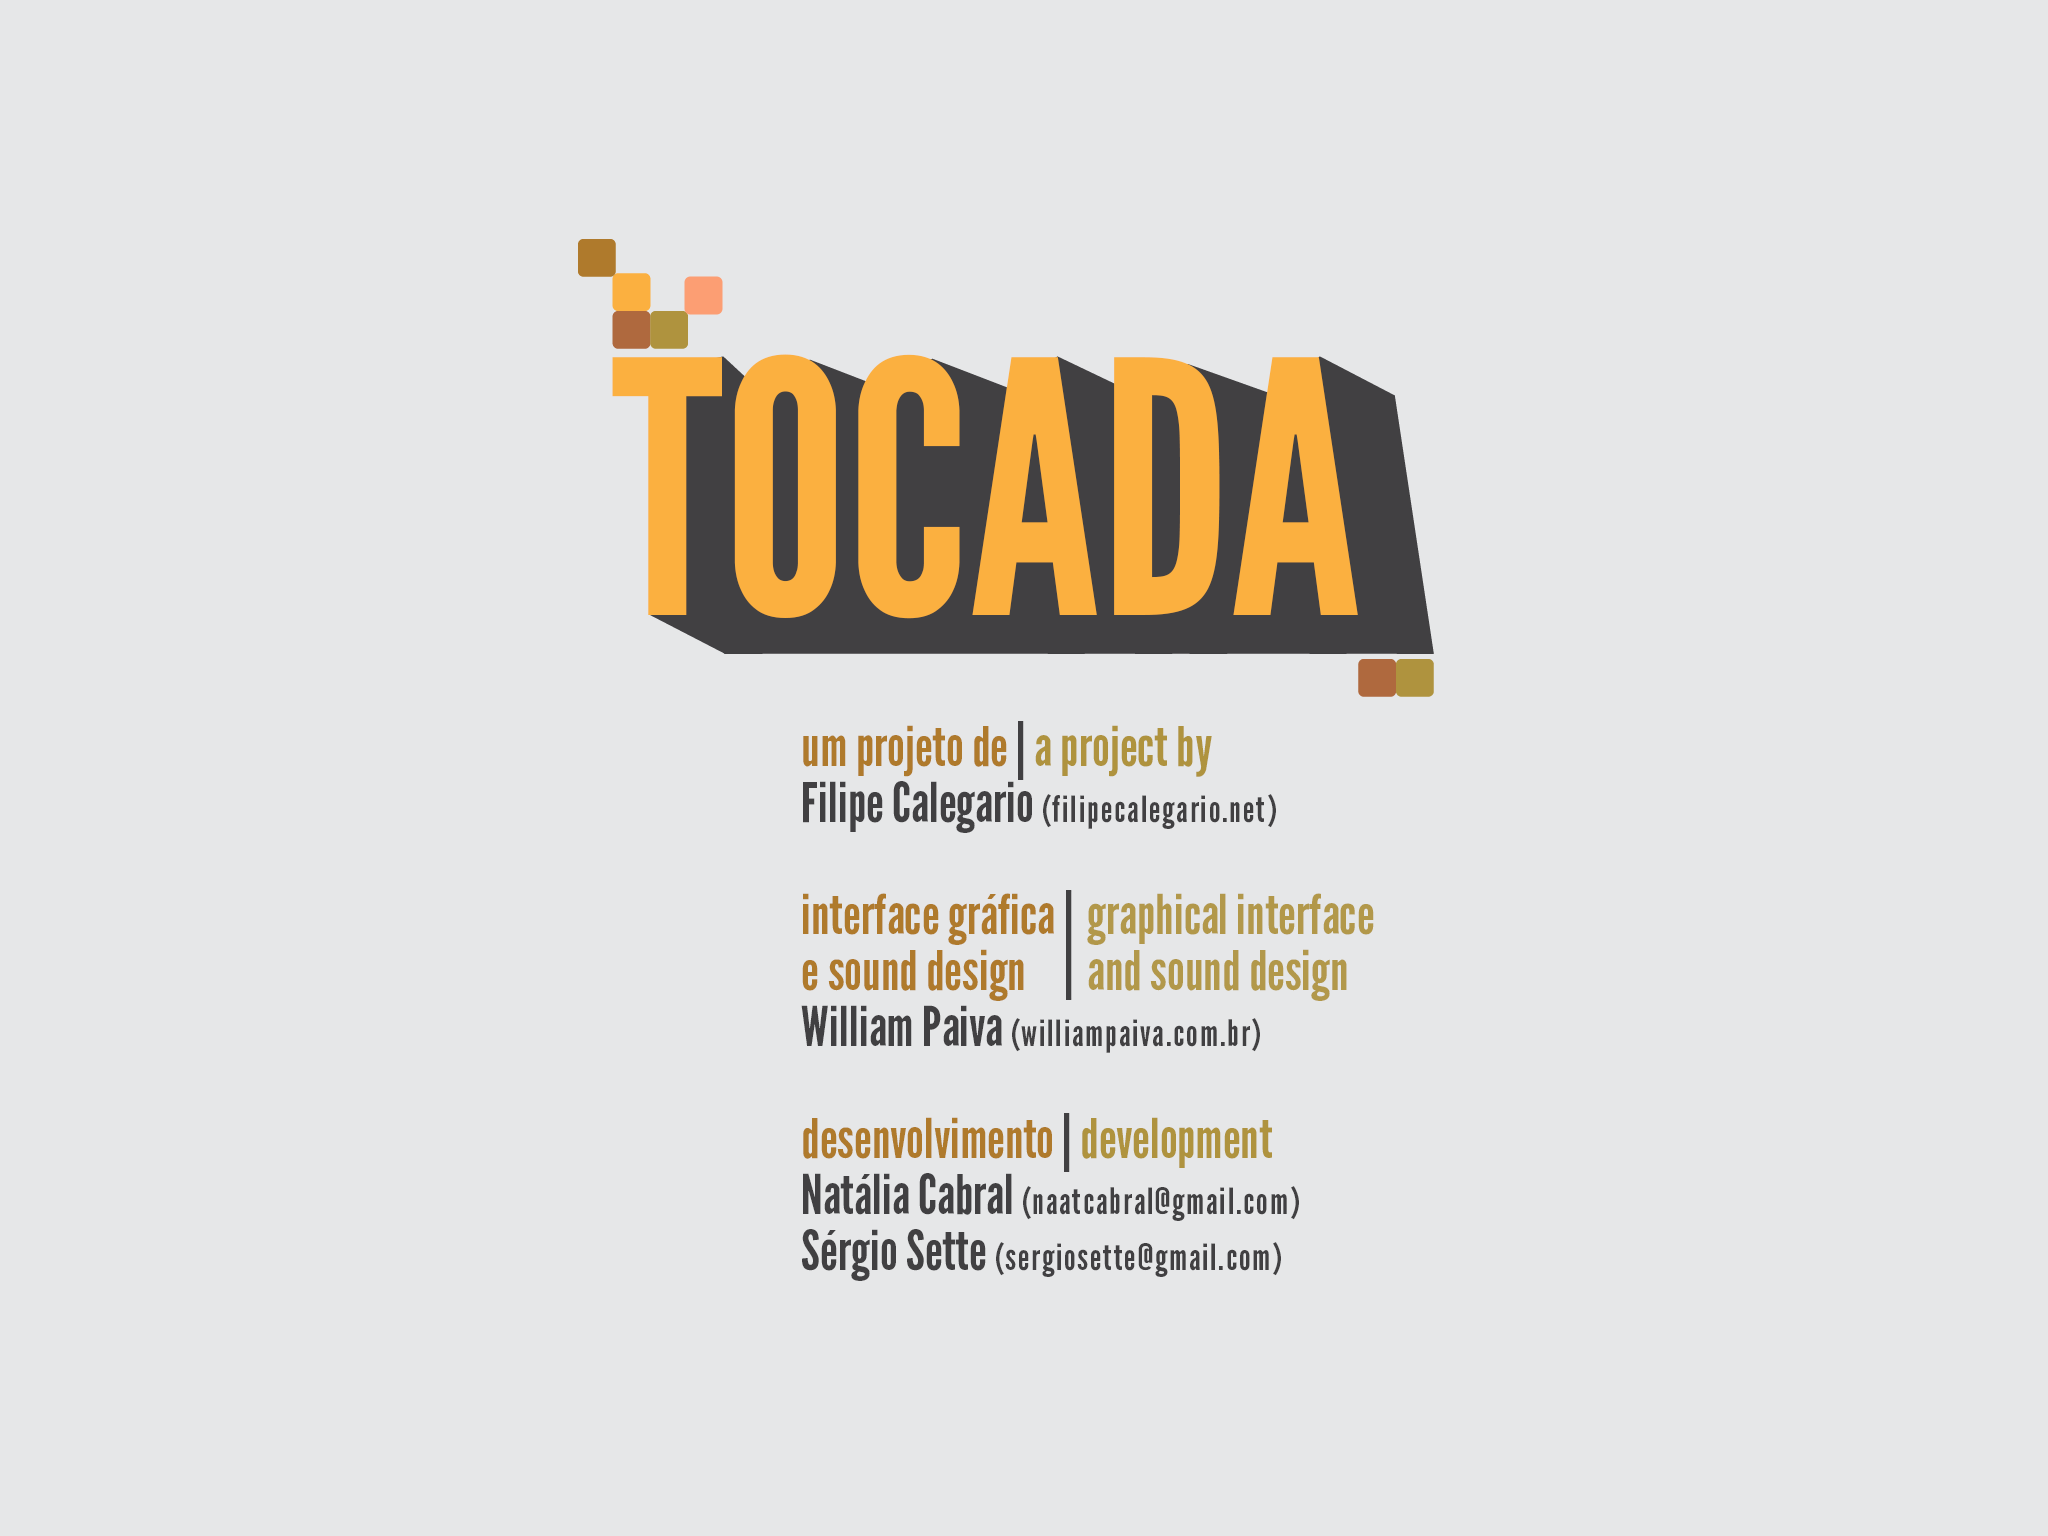 TOCADA
um projeto de | a project by
Filipe Calegario (filipecalegario.net)
interface gráfica | graphical interface
e sound design | and sound design
William Paiva (williampaiva.com.br)
desenvolvimento | development
Natália Cabral (naatcabral@gmail.com)
Sérgio Sette (sergiosette@gmail.com)